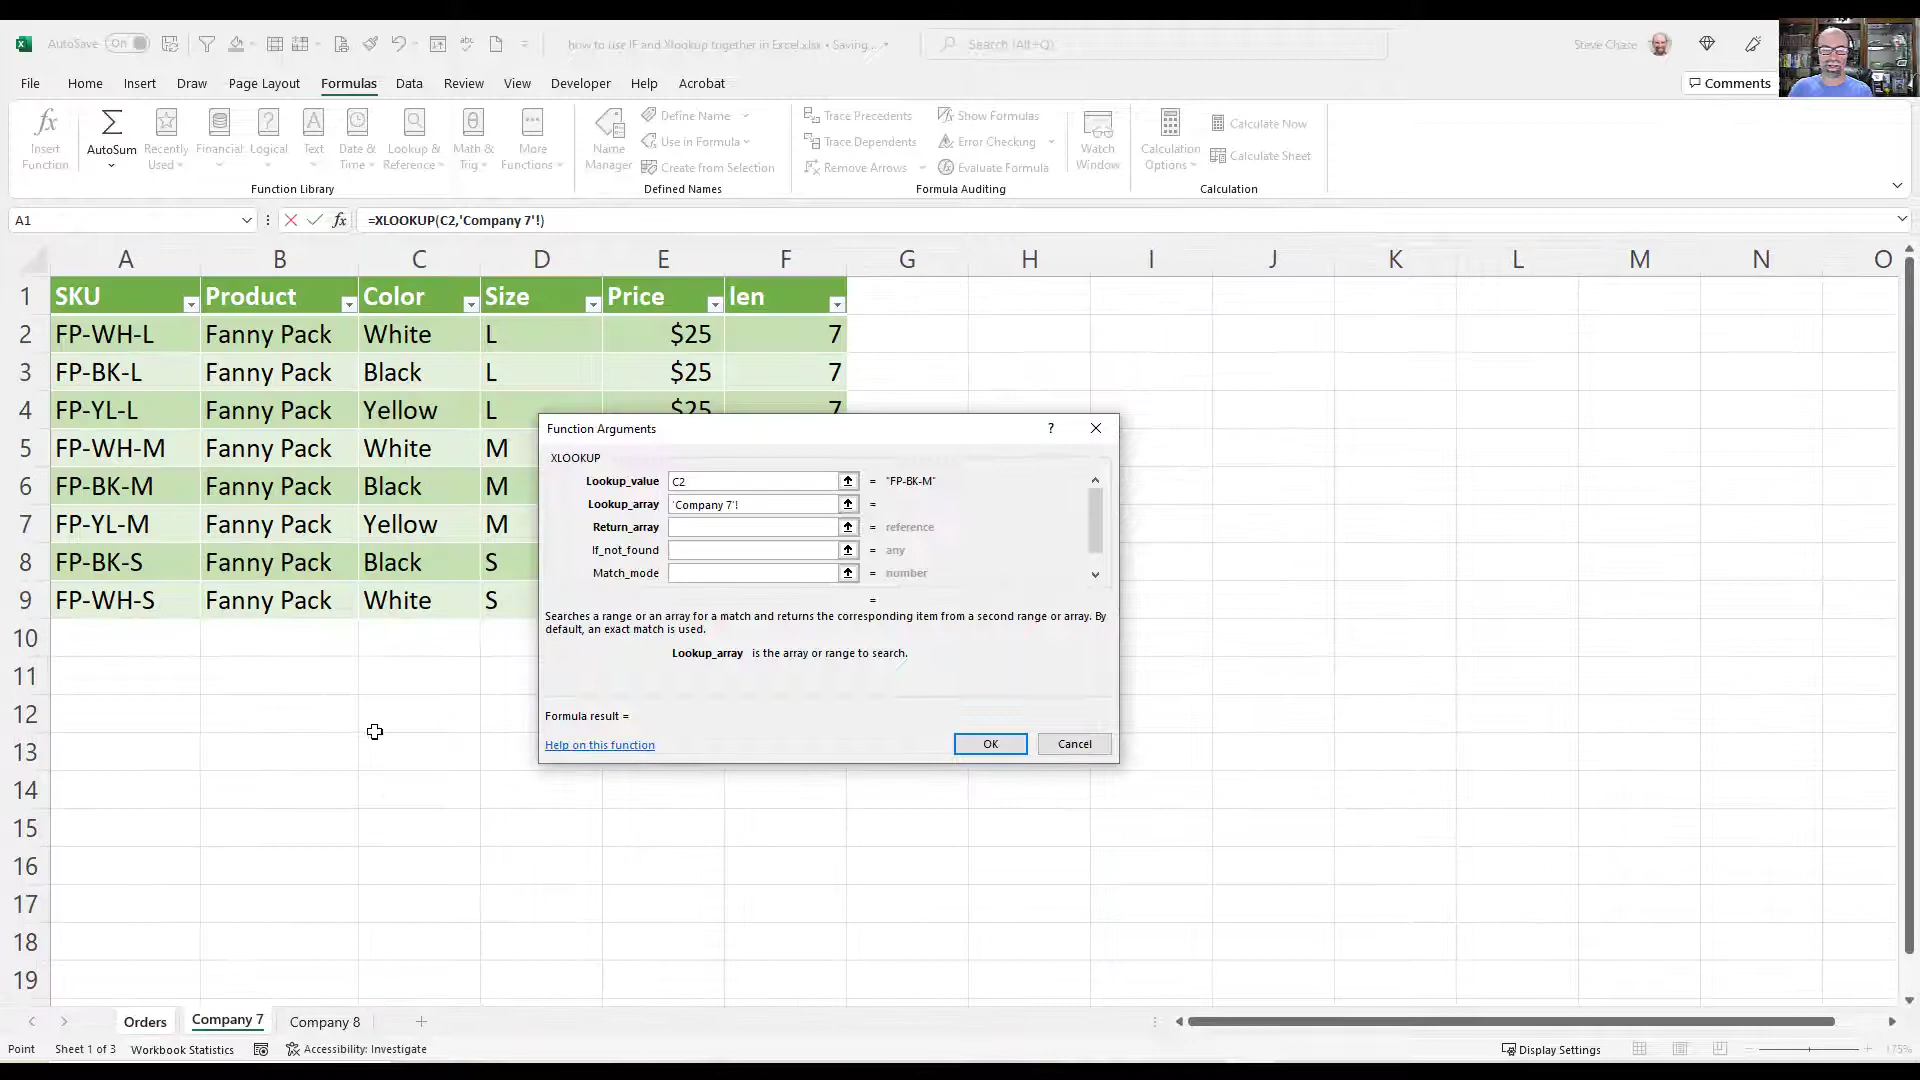 AutoSave On
how to use IF and Xlookup together in Excel.xlsx • Saving...
Search (Alt+Q)
Steve Chase
File Home Insert Draw Page Layout Formulas Data Review View Developer Help Acrobat
Comments
Insert Function
AutoSum
Recently Used
Financial
Logical
Text
Date & Time
Lookup & Reference
Math & Trig
More Functions
Function Library
Name Manager
Define Name
Use in Formula
Create from Selection
Defined Names
Trace Precedents
Trace Dependents
Remove Arrows
Show Formulas
Error Checking
Evaluate Formula
Formula Auditing
Watch Window
Calculation Options
Calculate Now
Calculate Sheet
Calculation
A1
fx =XLOOKUP(C2,'Company 7'!)
A B C D E F G H I J K L M N O
1 SKU Product Color Size Price len
2 FP-WH-L Fanny Pack White L $25 7
3 FP-BK-L Fanny Pack Black L $25 7
4 FP-YL-L Fanny Pack Yellow L $25 7
5 FP-WH-M Fanny Pack White M
6 FP-BK-M Fanny Pack Black M
7 FP-YL-M Fanny Pack Yellow M
8 FP-BK-S Fanny Pack Black S
9 FP-WH-S Fanny Pack White S
10
11
12
13
14
15
16
17
18
19
Function Arguments ?
XLOOKUP
Lookup_value C2 = "FP-BK-M"
Lookup_array 'Company 7'! =
Return_array = reference
If_not_found = any
Match_mode = number
=
Searches a range or an array for a match and returns the corresponding item from a second range or array. By
default, an exact match is used.
Lookup_array is the array or range to search.
Formula result =
Help on this function
OK Cancel
Orders Company 7 Company 8
Point Sheet 1 of 3 Workbook Statistics Accessibility: Investigate
Display Settings
175%